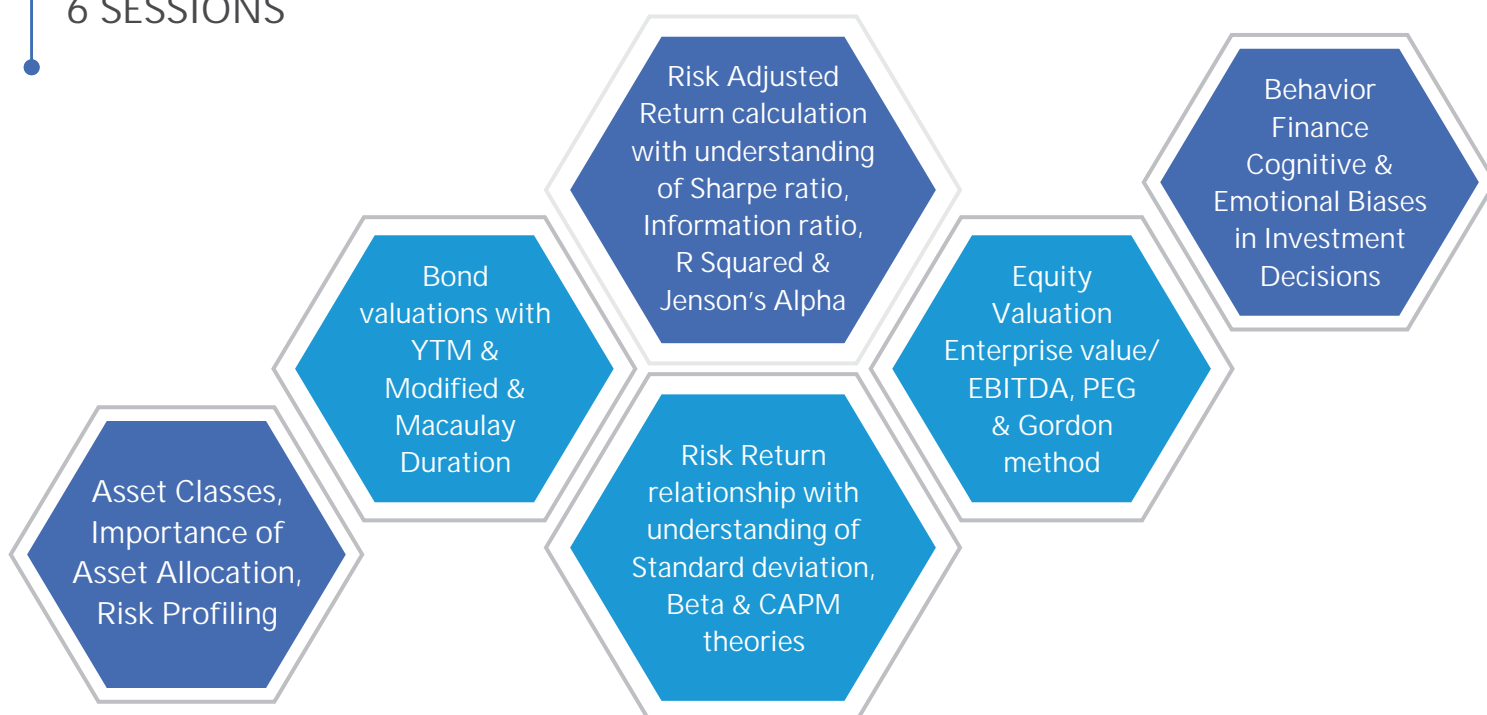 6 SESSIONS
Asset Classes,
Importance of
Asset Allocation,
Risk Profiling
Bond
valuations with
YTM &
Modified &
Macaulay
Duration
Risk Adjusted
Return calculation
with understanding
of Sharpe ratio,
Information ratio,
R Squared &
Jenson's Alpha
Risk Return
relationship with
understanding of
Standard deviation,
Beta & CAPM
theories
Equity
Valuation
Enterprise value/
EBITDA, PEG
& Gordon
method
Behavior
Finance
Cognitive &
Emotional Biases
in Investment
Decisions